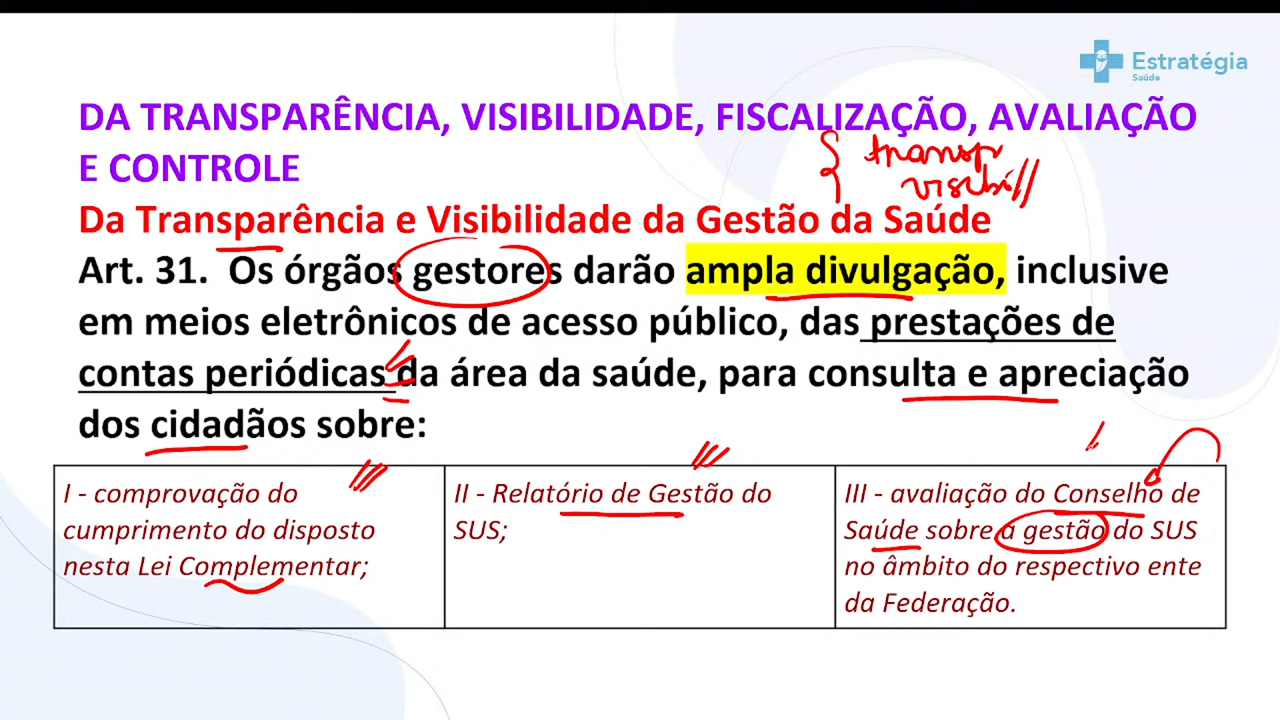 Estratégia
Saúde
DA TRANSPARÊNCIA, VISIBILIDADE, FISCALIZAÇÃO, AVALIAÇÃO
E CONTROLE
transp
visibi
Da Transparência e Visibilidade da Gestão da Saúde
Art. 31. Os órgãos gestores darão ampla divulgação, inclusive
em meios eletrônicos de acesso público, das prestações de
contas periódicas da área da saúde, para consulta e apreciação
dos cidadãos sobre:
I - comprovação do
cumprimento do disposto
nesta Lei Complementar;
II - Relatório de Gestão do
SUS;
III - avaliação do Conselho de
Saúde sobre a gestão do SUS
no âmbito do respectivo ente
da Federação.